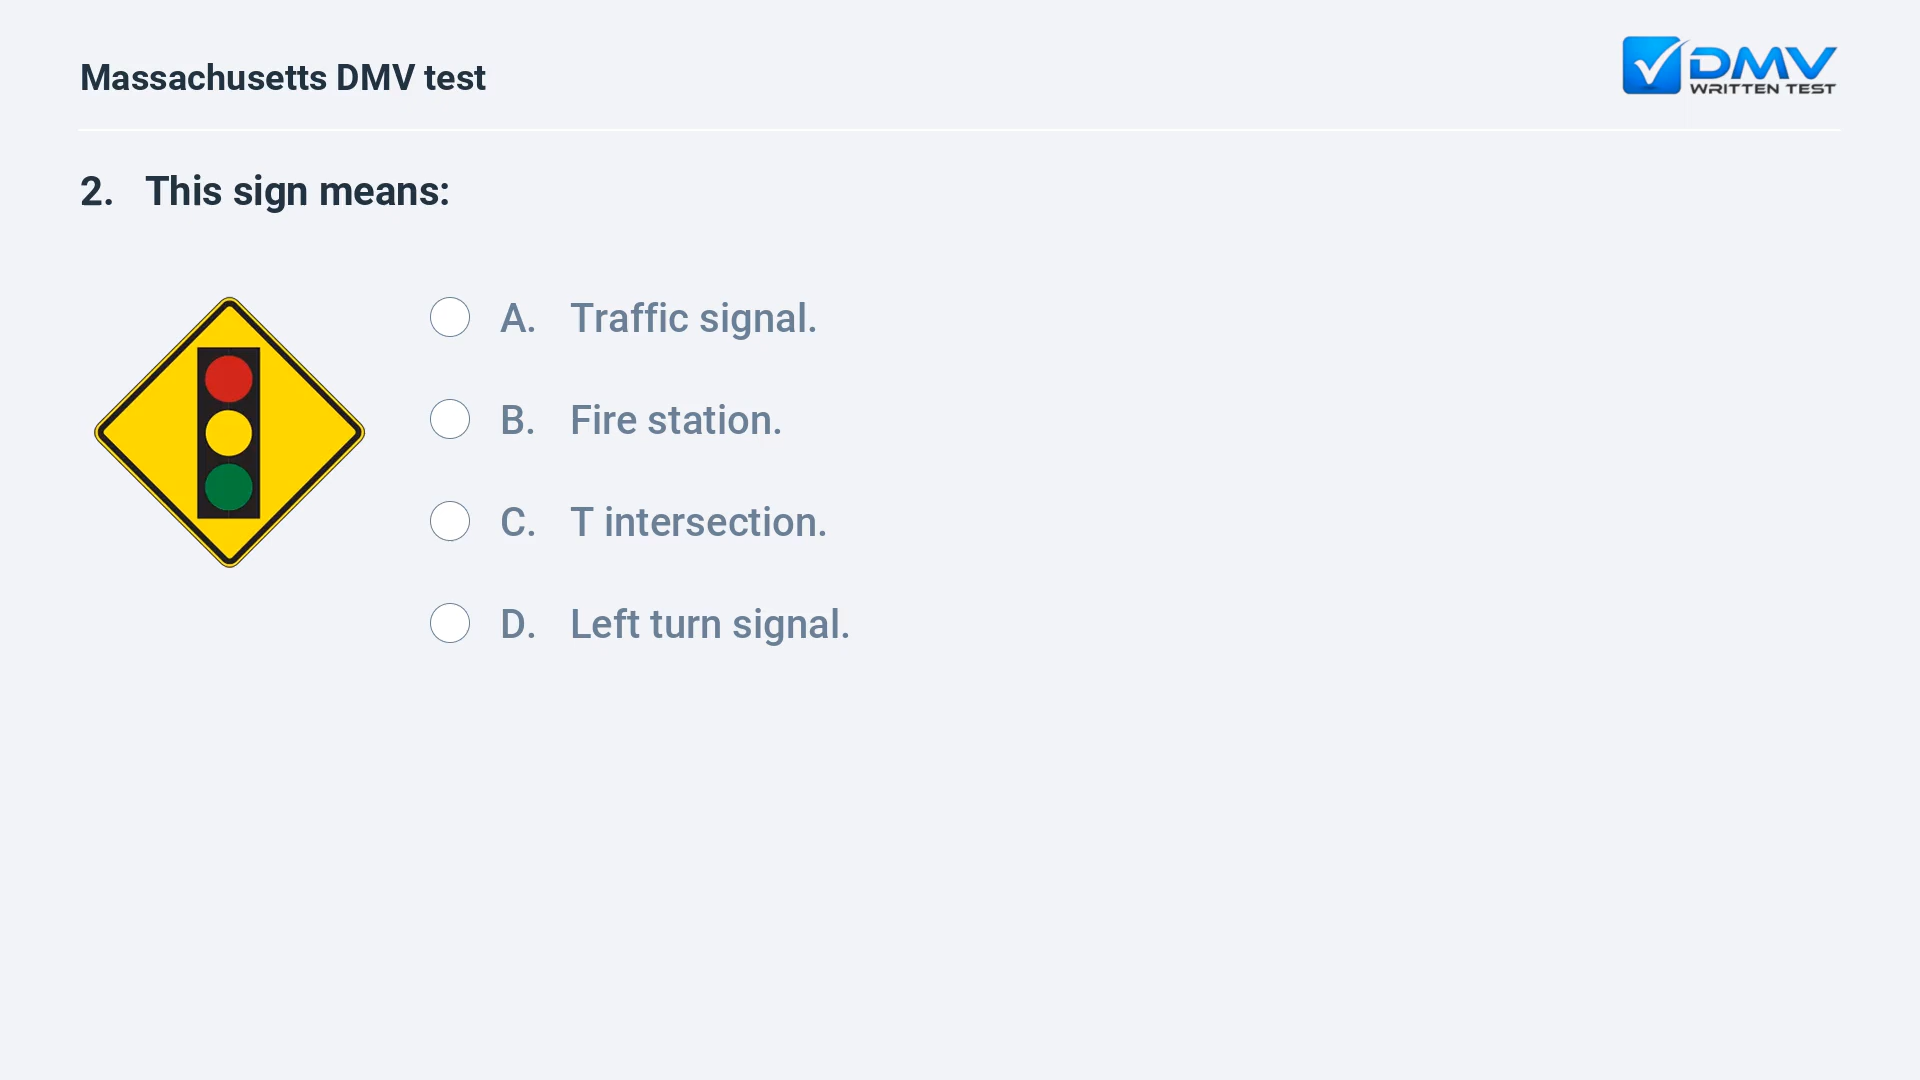 Massachusetts DMV test
DMV
WRITTEN TEST
2. This sign means:
A. Traffic signal.
B. Fire station.
C. T intersection.
D. Left turn signal.